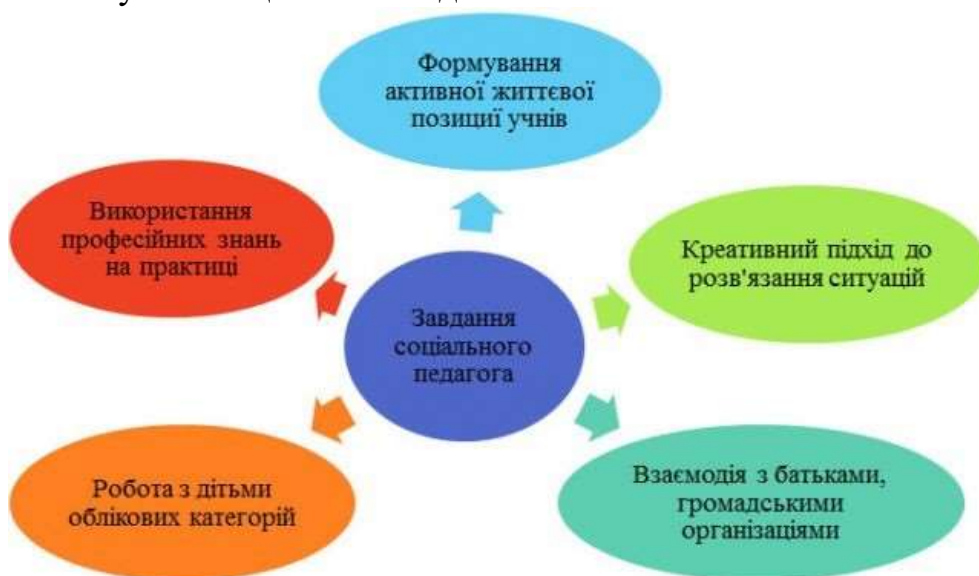 Формування
активної життєвої
позициї учнів
Використання
професійних знань
на практиці
Креативний підхід до
розв'язання ситуацій
Завдання
соціального
педагога
Робота з дітьми
облікових категорій
Взаємодія з батьками,
громадськими
організаціями